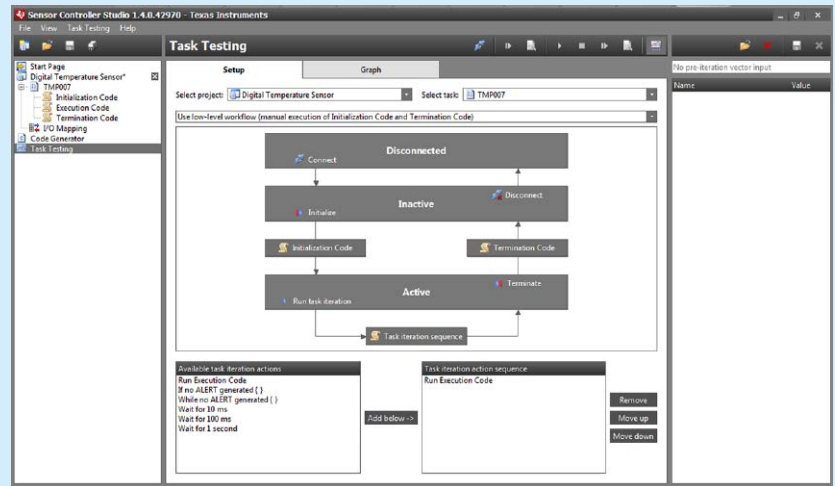 Sensor Controller Studio 1.4.0.42970 - Texas Instruments
File View Task Testing Help
Task Testing
Start Page
Digital Temperature Sensor*
TMP007
Initialization Code
Execution Code
Termination Code
I/O Mapping
Code Generator
Task Testing
Setup
Graph
Select project: Digital Temperature Sensor
Select task: TMP007
Use low-level workflow (manual execution of Initialization Code and Termination Code)
Disconnected
Connect
Inactive
Disconnect
Initialize
Initialization Code
Termination Code
Active
Terminate
Run task iteration
Task iteration sequence
Available task iteration actions
Run Execution Code
If no ALERT generated { }
While no ALERT generated { }
Wait for 10 ms
Wait for 100 ms
Wait for 1 second
Add below ->
Task iteration action sequence
Run Execution Code
Remove
Move up
Move down
No pre-iteration vector input
Name Value